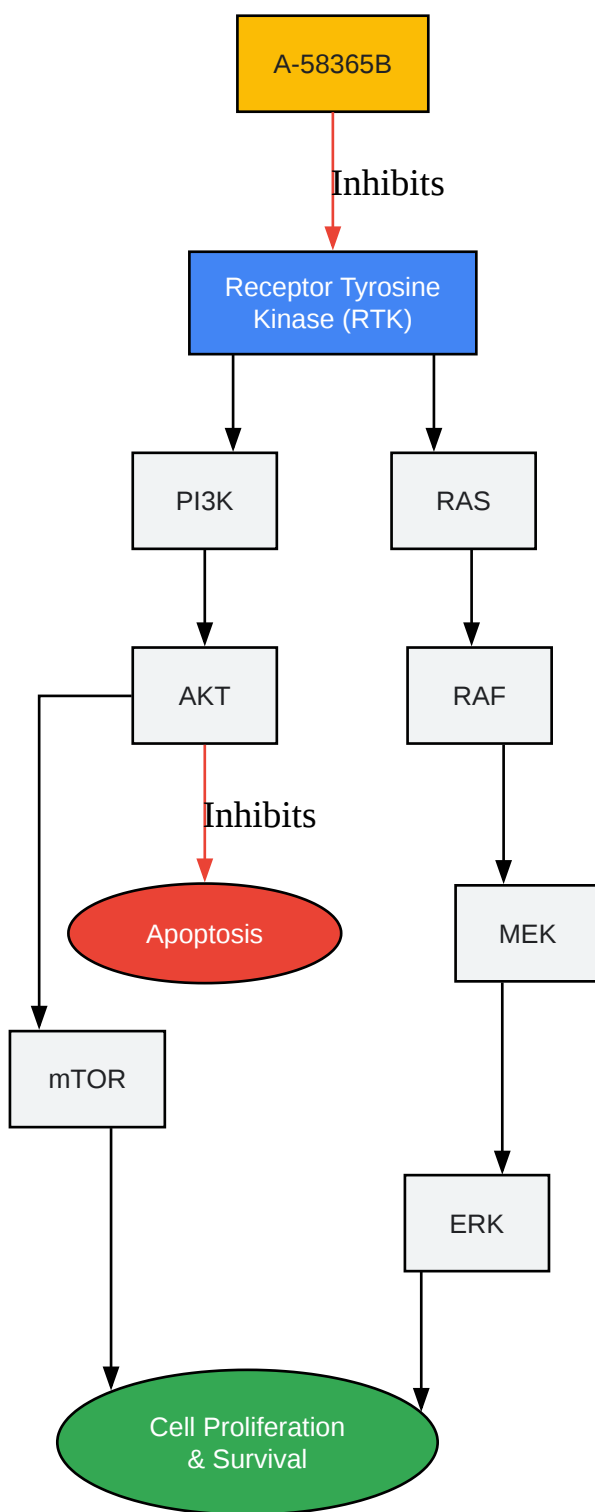 A-58365B
Inhibits
Receptor Tyrosine
Kinase (RTK)
PI3K
RAS
AKT
RAF
Inhibits
Apoptosis
MEK
mTOR
ERK
Cell Proliferation
& Survival